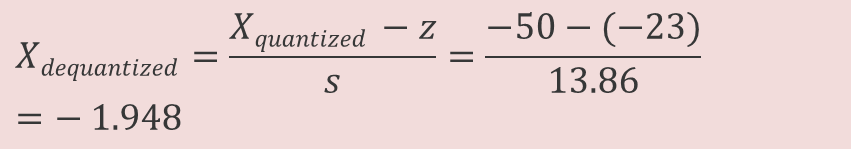 X_dequantized = (X_quantized − z) / s = (−50 − (−23)) / 13.86
= − 1.948